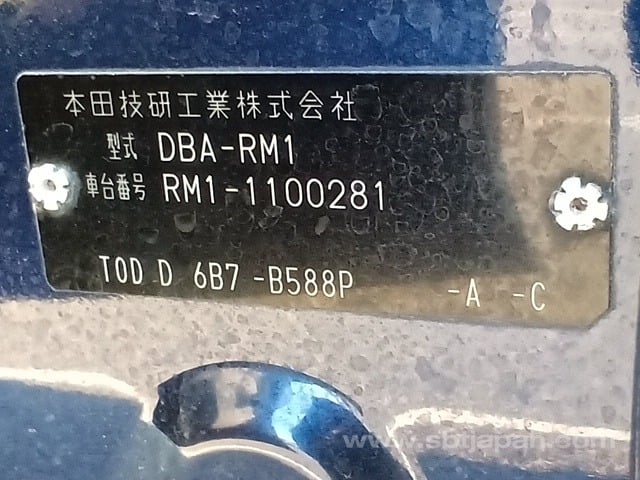 本田技研工業株式会社
型式 DBA-RM1
車台番号 RM1-1100281
TOD D 6B7 -B588P -A -C
www.sbtjapan.com